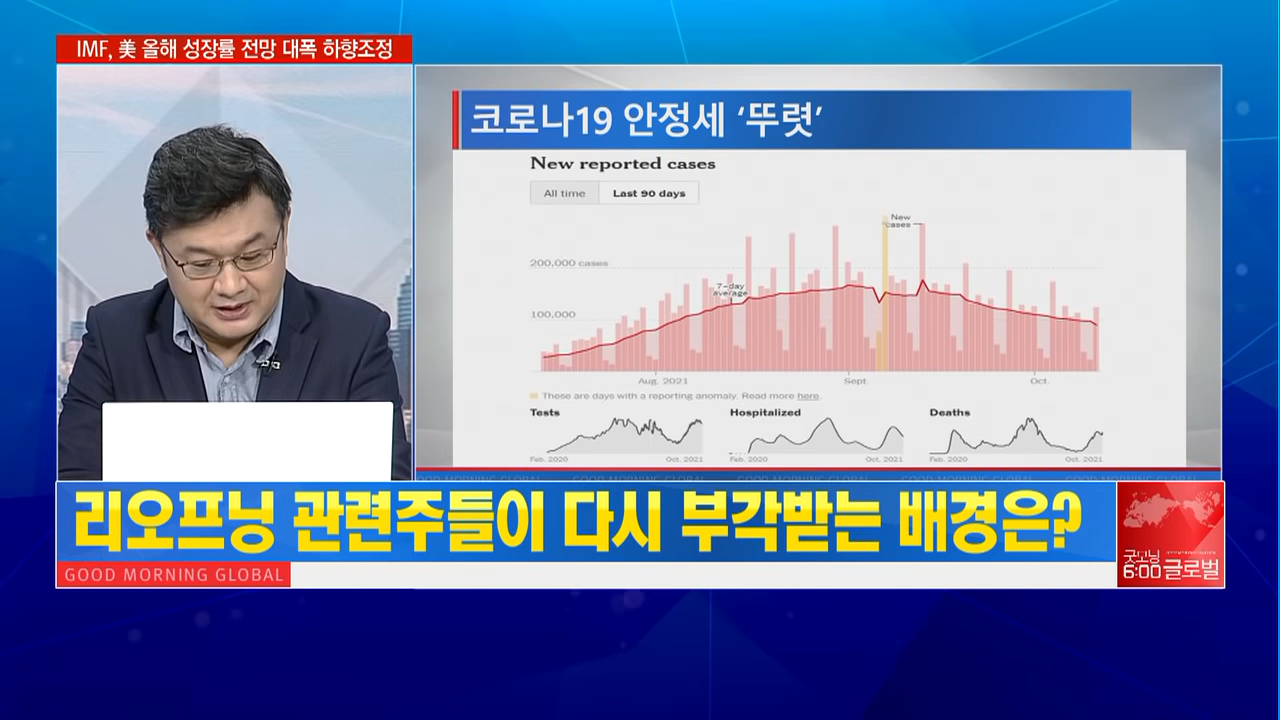 IMF, 美 올해 성장률 전망 대폭 하향조정
코로나19 안정세 ‘뚜렷’
New reported cases
All time
Last 90 days
New
cases
200,000 cases
7-day
average
100,000
Aug. 2021
Sept.
Oct.
These are days with a reporting anomaly. Read more here.
Tests
Hospitalized
Deaths
Feb. 2020
Oct. 2021
Feb. 2020
Oct. 2021
Feb. 2020
Oct. 2021
리오프닝 관련주들이 다시 부각받는 배경은?
GOOD MORNING GLOBAL
굿모닝
6:00 글로벌